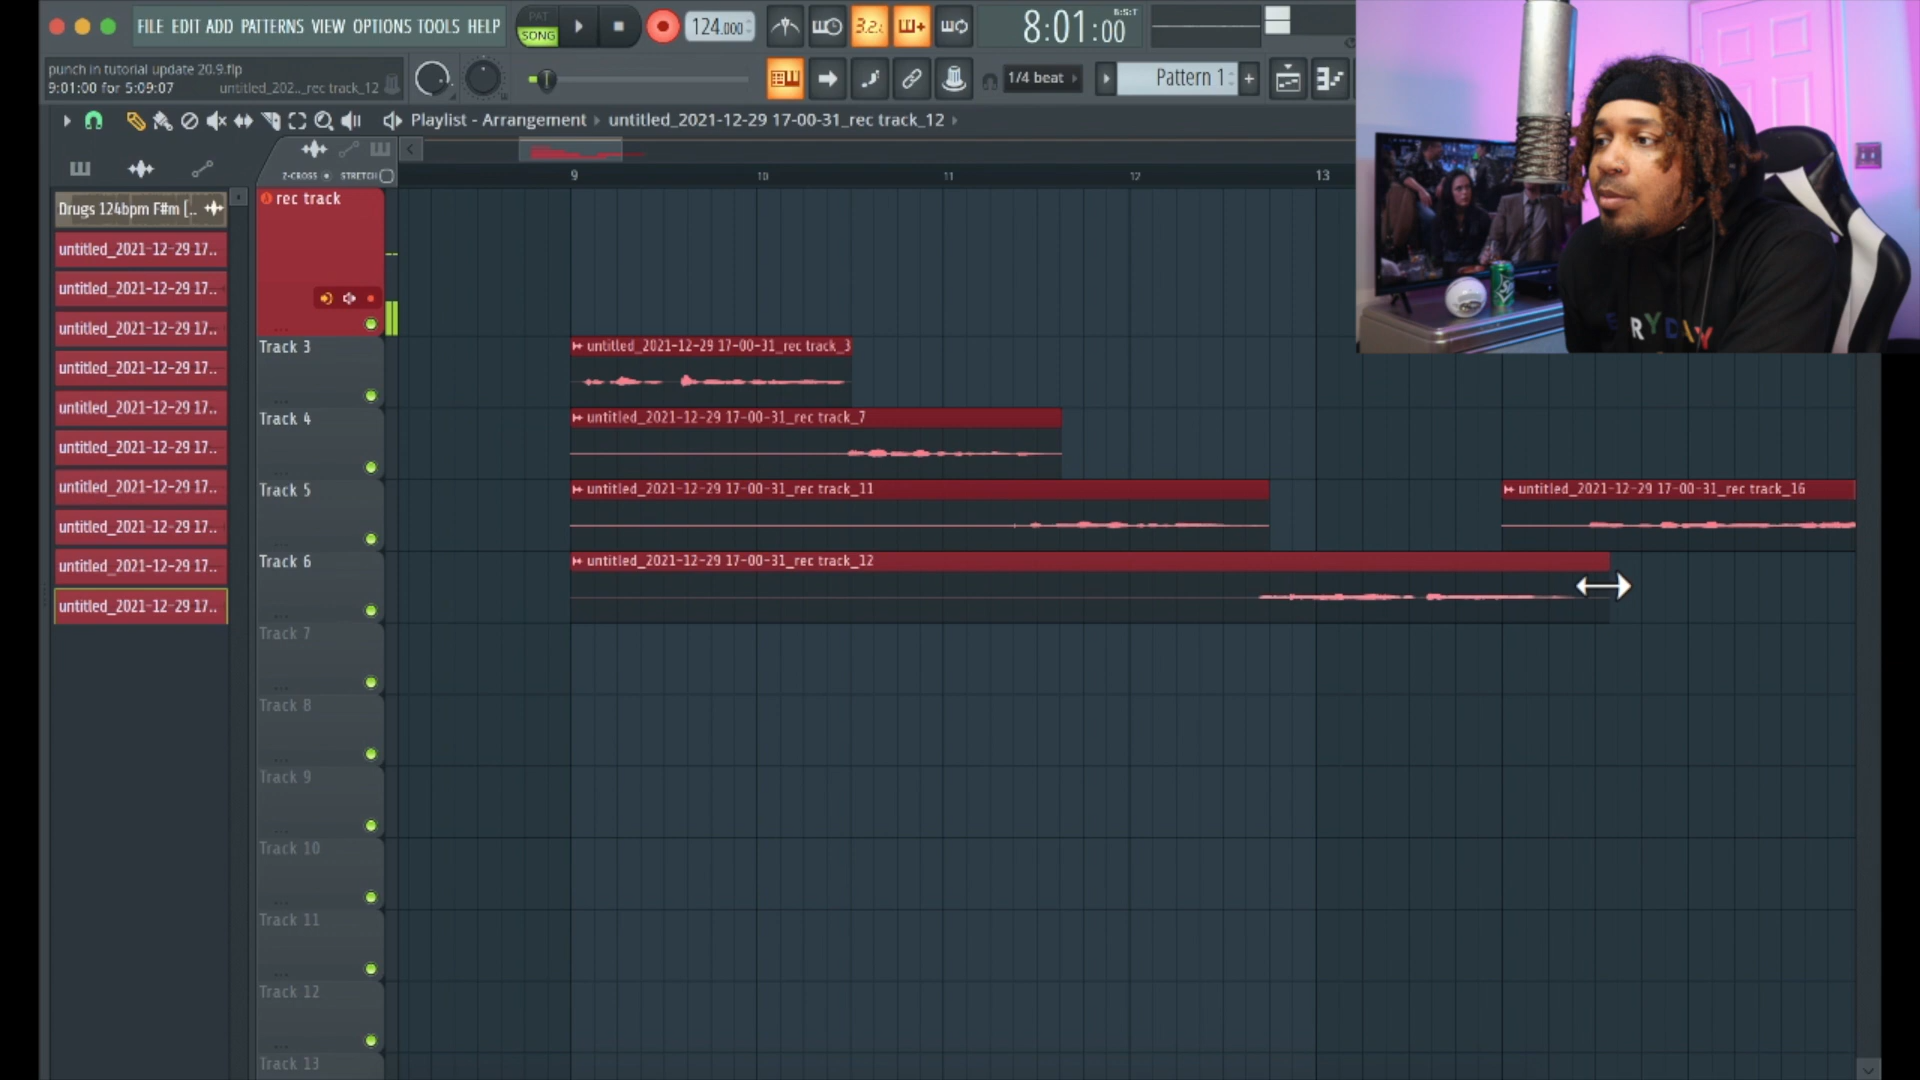 FILE EDIT ADD PATTERNS VIEW OPTIONS TOOLS HELP
PAT
SONG
124.000
3.2.
8:01:00
B:S:T
punch in tutorial update 20.9.flp
9:01:00 for 5:09:07
untitled_202.._rec track_12
1/4 beat
Pattern 1
Playlist - Arrangement
untitled_2021-12-29 17-00-31_rec track_12
Z-CROSS
STRETCH
9
10
11
12
13
Drugs 124bpm F#m [..
untitled_2021-12-29 17..
untitled_2021-12-29 17..
untitled_2021-12-29 17..
untitled_2021-12-29 17..
untitled_2021-12-29 17..
untitled_2021-12-29 17..
untitled_2021-12-29 17..
untitled_2021-12-29 17..
untitled_2021-12-29 17..
untitled_2021-12-29 17..
rec track
Track 3
untitled_2021-12-29 17-00-31_rec track_3
Track 4
untitled_2021-12-29 17-00-31_rec track_7
Track 5
untitled_2021-12-29 17-00-31_rec track_11
untitled_2021-12-29 17-00-31_rec track_16
Track 6
untitled_2021-12-29 17-00-31_rec track_12
Track 7
Track 8
Track 9
Track 10
Track 11
Track 12
Track 13